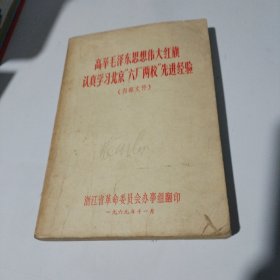 高举毛泽东思想伟大红旗
认真学习北京“六厂两校”先进经验
（内部文件）
浙江省革命委员会办事组翻印
一九六九年十一月